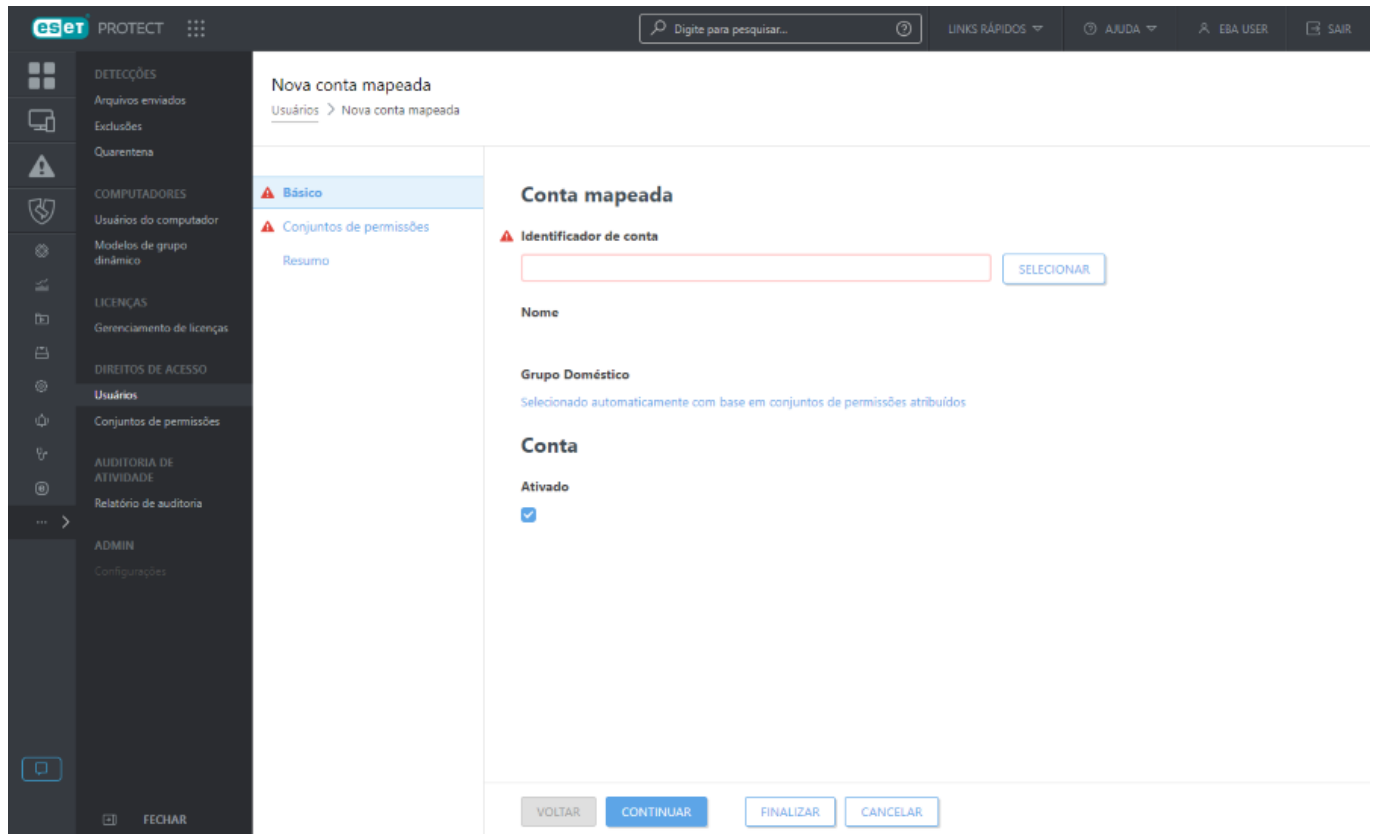 eset PROTECT
Digite para pesquisar...
LINKS RÁPIDOS
AJUDA
EBA USER
SAIR
DETECÇÕES
Arquivos enviados
Exclusões
Quarentena
COMPUTADORES
Usuários do computador
Modelos de grupo
dinâmico
LICENÇAS
Gerenciamento de licenças
DIREITOS DE ACESSO
Usuários
Conjuntos de permissões
AUDITORIA DE
ATIVIDADE
Relatório de auditoria
ADMIN
Configurações
FECHAR
Nova conta mapeada
Usuários > Nova conta mapeada
Básico
Conjuntos de permissões
Resumo
Conta mapeada
Identificador de conta
SELECIONAR
Nome
Grupo Doméstico
Selecionado automaticamente com base em conjuntos de permissões atribuídos
Conta
Ativado
VOLTAR
CONTINUAR
FINALIZAR
CANCELAR